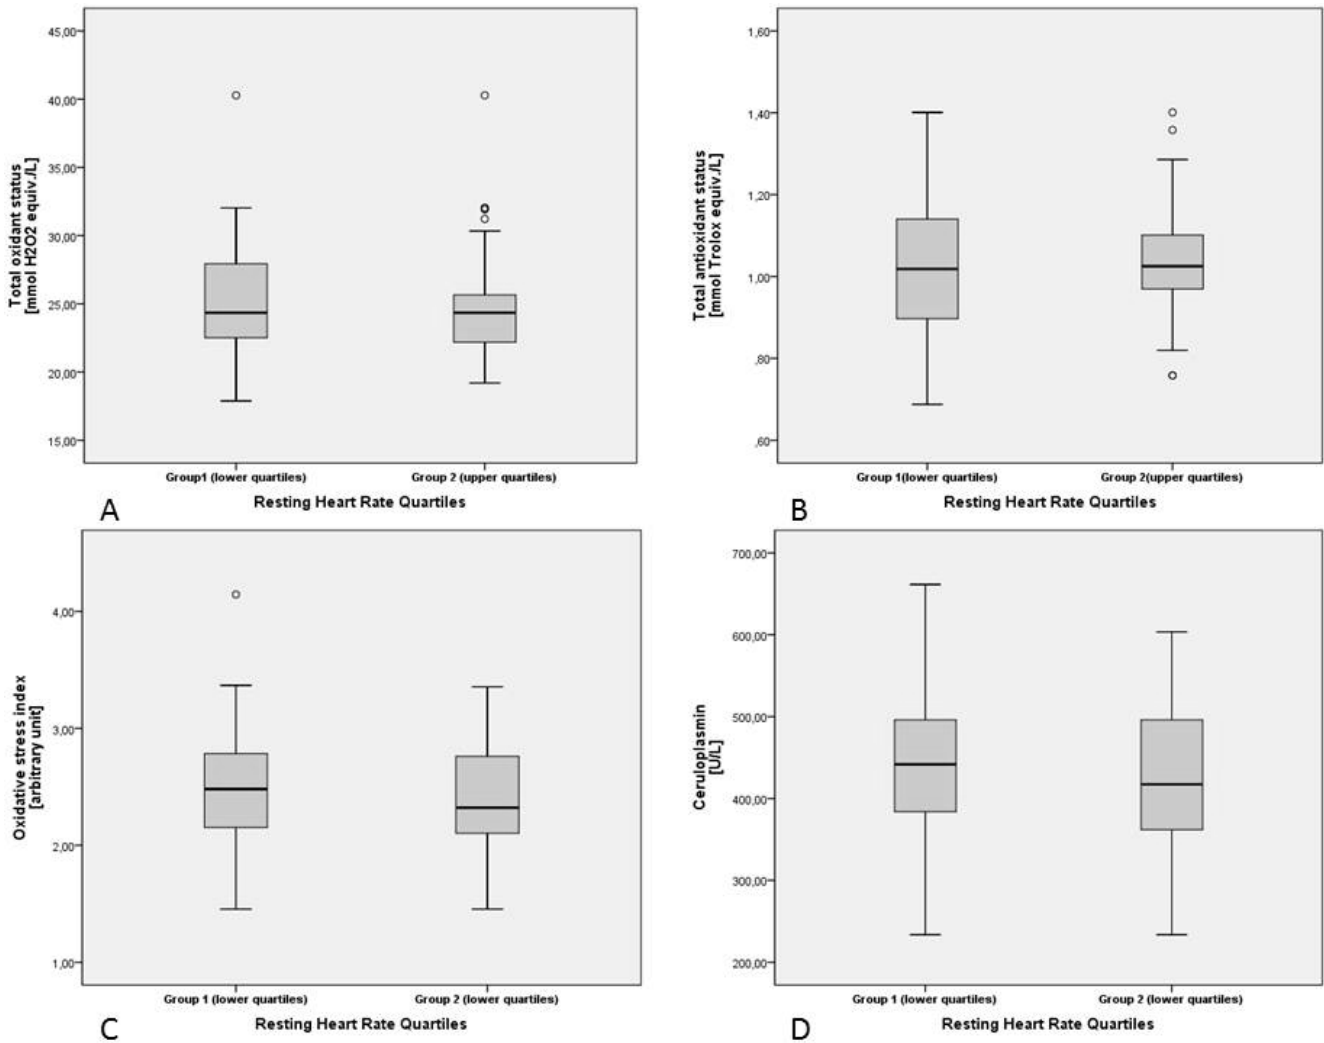 45,00
40,00
35,00
30,00
25,00
20,00
15,00
Total oxidant status
[mmol H2O2 equiv./L]
Group1 (lower quartiles)
Group 2 (upper quartiles)
Resting Heart Rate Quartiles
A
1,60
1,40
1,20
1,00
,80
,60
Total antioxidant status
[mmol Trolox equiv./L]
Group 1(lower quartiles)
Group 2(upper quartiles)
Resting Heart Rate Quartiles
B
4,00
3,00
2,00
1,00
Oxidative stress index
[arbitrary unit]
Group 1 (lower quartiles)
Group 2 (lower quartiles)
Resting Heart Rate Quartiles
C
700,00
600,00
500,00
400,00
300,00
200,00
Ceruloplasmin
[U/L]
Group 1 (lower quartiles)
Group 2 (lower quartiles)
Resting Heart Rate Quartiles
D